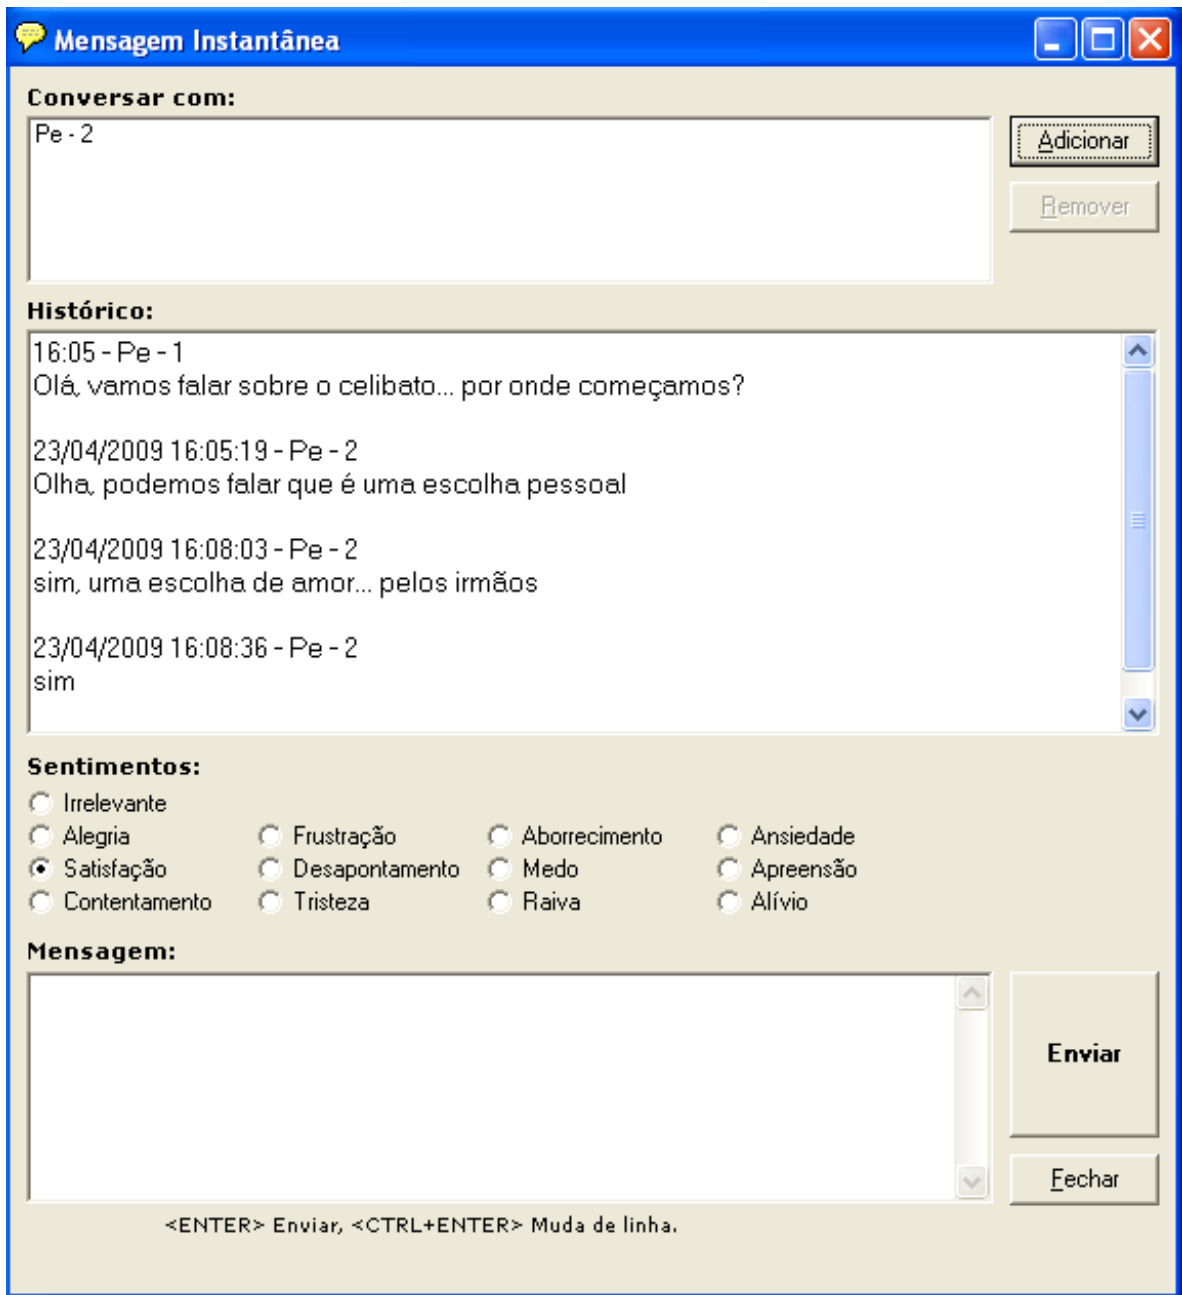 Mensagem Instantânea
Conversar com:
Pe - 2
Adicionar
Remover
Histórico:
16:05 - Pe - 1
Olá, vamos falar sobre o celibato... por onde começamos?
23/04/2009 16:05:19 - Pe - 2
Olha, podemos falar que é uma escolha pessoal
23/04/2009 16:08:03 - Pe - 2
sim, uma escolha de amor... pelos irmãos
23/04/2009 16:08:36 - Pe - 2
sim
Sentimentos:
Irrelevante
Alegria Frustração Aborrecimento Ansiedade
Satisfação Desapontamento Medo Apreensão
Contentamento Tristeza Raiva Alívio
Mensagem:
Enviar
Fechar
<ENTER> Enviar, <CTRL+ENTER> Muda de linha.